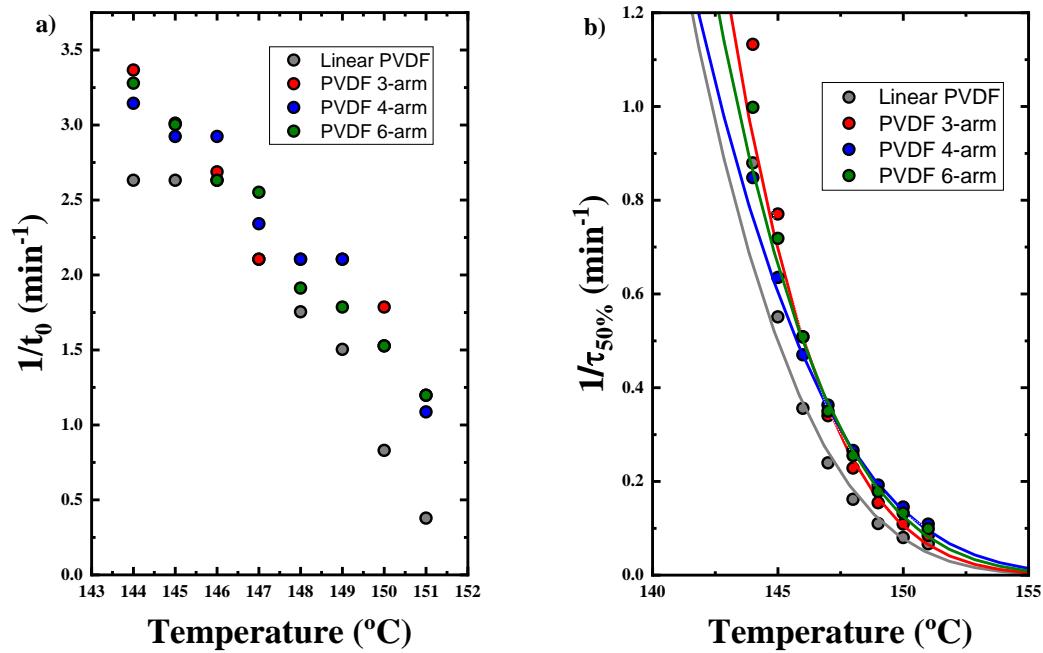 a)
1/t0 (min-1)
3.5
3.0
2.5
2.0
1.5
1.0
0.5
0.0
Linear PVDF
PVDF 3-arm
PVDF 4-arm
PVDF 6-arm
143 144 145 146 147 148 149 150 151 152
Temperature (ºC)
b)
1/τ50% (min-1)
1.2
1.0
0.8
0.6
0.4
0.2
0.0
Linear PVDF
PVDF 3-arm
PVDF 4-arm
PVDF 6-arm
140 145 150 155
Temperature (ºC)